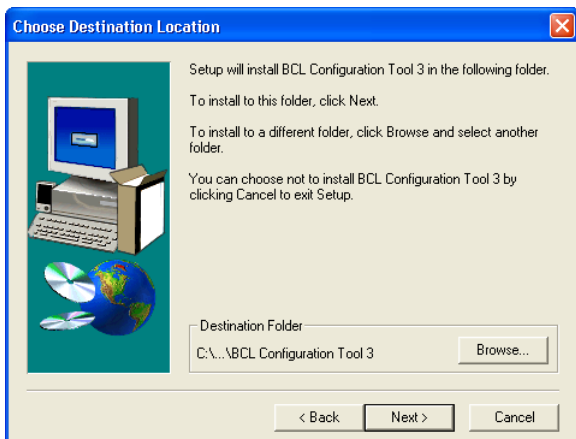 Choose Destination Location
Setup will install BCL Configuration Tool 3 in the following folder.
To install to this folder, click Next.
To install to a different folder, click Browse and select another
folder.
You can choose not to install BCL Configuration Tool 3 by
clicking Cancel to exit Setup.
Destination Folder
C:\...\BCL Configuration Tool 3
Browse...
< Back
Next >
Cancel